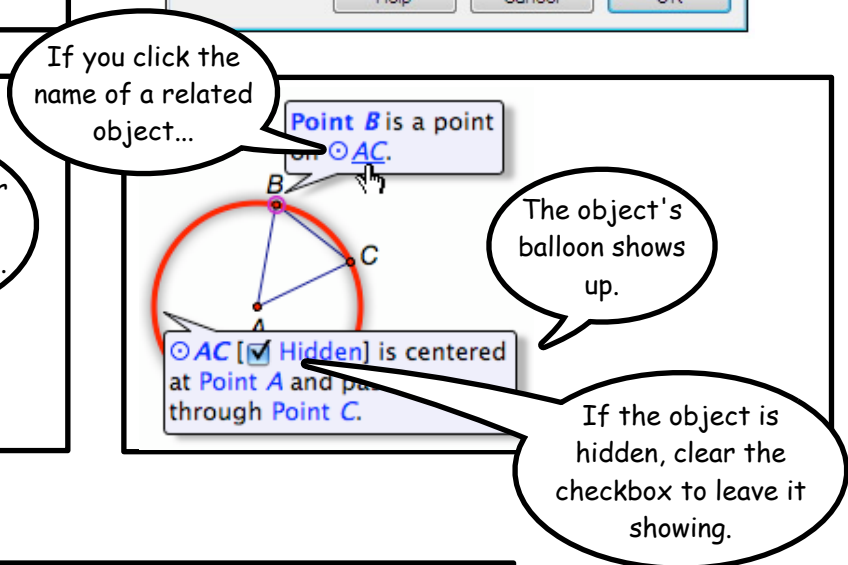 If you click the
name of a related
object...
Point B is a point
on ⊙AC.
B
C
A
The object's
balloon shows
up.
⊙AC [☑ Hidden] is centered
at Point A and
through Point C.
If the object is
hidden, clear the
checkbox to leave it
showing.